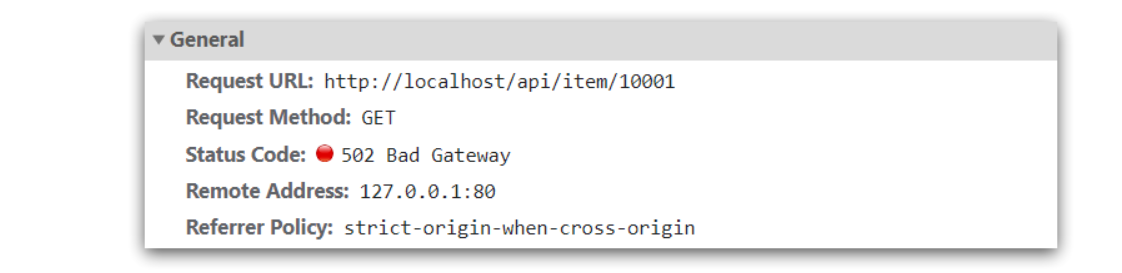 General
Request URL: http://localhost/api/item/10001
Request Method: GET
Status Code: 502 Bad Gateway
Remote Address: 127.0.0.1:80
Referrer Policy: strict-origin-when-cross-origin